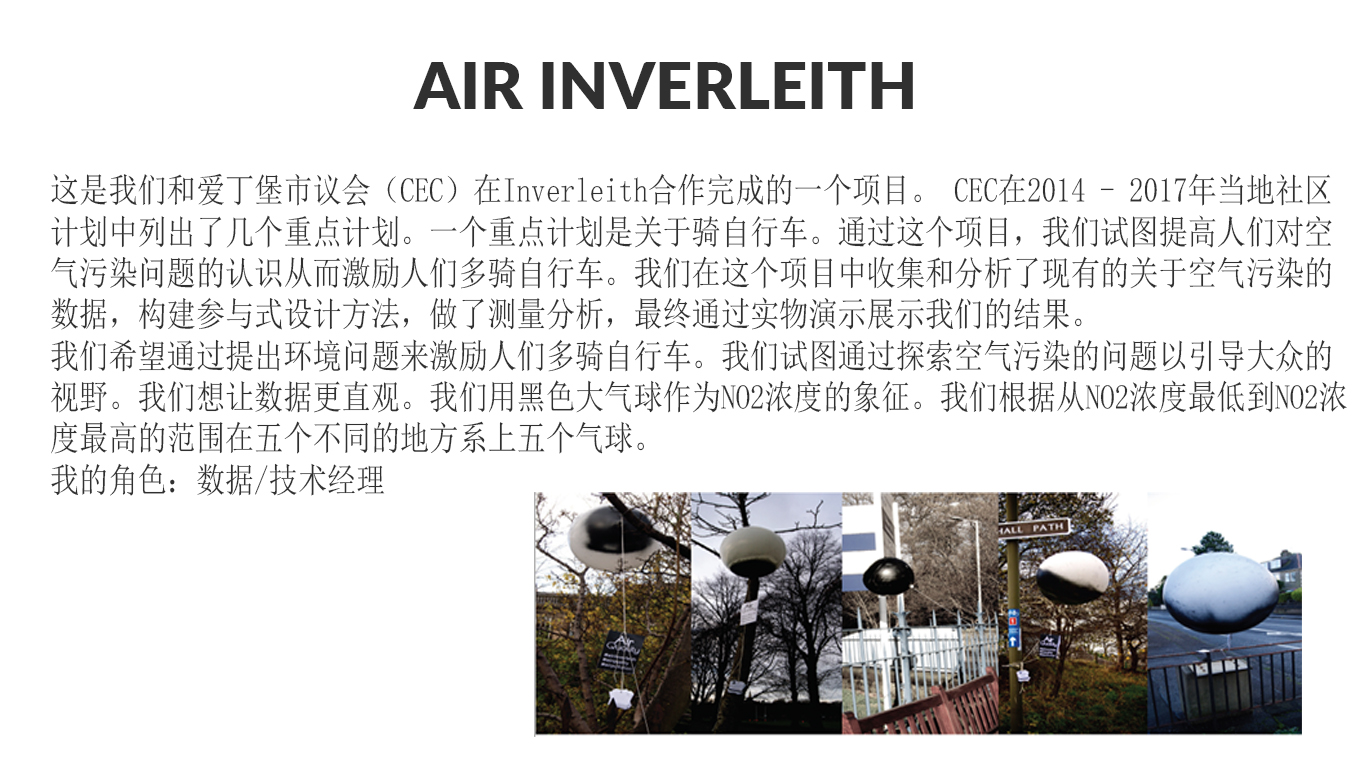 AIR INVERLEITH
这是我们和爱丁堡市议会（CEC）在Inverleith合作完成的一个项目。 CEC在2014 - 2017年当地社区
计划中列出了几个重点计划。一个重点计划是关于骑自行车。通过这个项目，我们试图提高人们对空
气污染问题的认识从而激励人们多骑自行车。我们在这个项目中收集和分析了现有的关于空气污染的
数据，构建参与式设计方法，做了测量分析，最终通过实物演示展示我们的结果。
我们希望通过提出环境问题来激励人们多骑自行车。我们试图通过探索空气污染的问题以引导大众的
视野。我们想让数据更直观。我们用黑色大气球作为NO2浓度的象征。我们根据从NO2浓度最低到NO2浓
度最高的范围在五个不同的地方系上五个气球。
我的角色：数据/技术经理
HALL PATH
Air
Quality